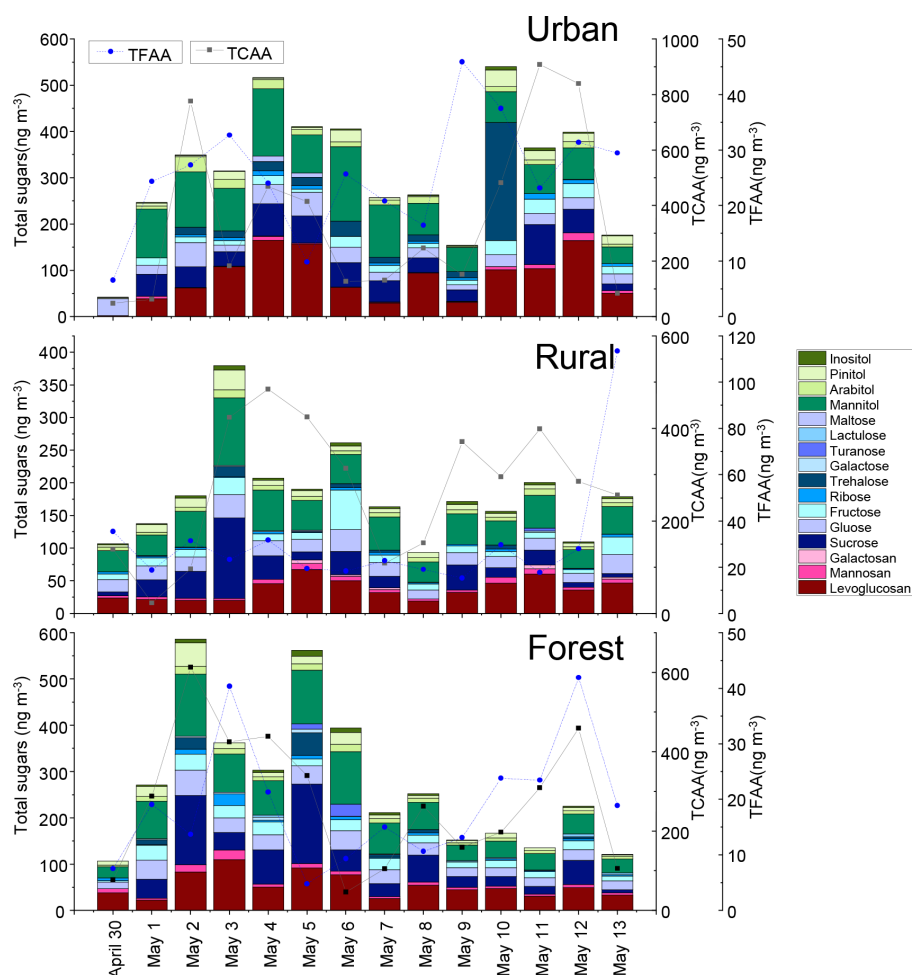 Urban
TFAA
TCAA
Total sugars(ng m-3)
600
500
400
300
200
100
0
1000
800
600
400
200
0
TCAA(ng m-3)
50
40
30
20
10
0
TFAA(ng m-3)
Rural
Total sugars (ng m-3)
400
350
300
250
200
150
100
50
0
600
400
200
0
TCAA(ng m-3)
120
100
80
60
40
20
0
TFAA(ng m-3)
Inositol
Pinitol
Arabitol
Mannitol
Maltose
Lactulose
Turanose
Galactose
Trehalose
Ribose
Fructose
Gluose
Sucrose
Galactosan
Mannosan
Levoglucosan
Forest
Total sugars (ng m-3)
600
500
400
300
200
100
0
600
400
200
0
TCAA(ng m-3)
50
40
30
20
10
0
TFAA(ng m-3)
April 30
May 1
May 2
May 3
May 4
May 5
May 6
May 7
May 8
May 9
May 10
May 11
May 12
May 13